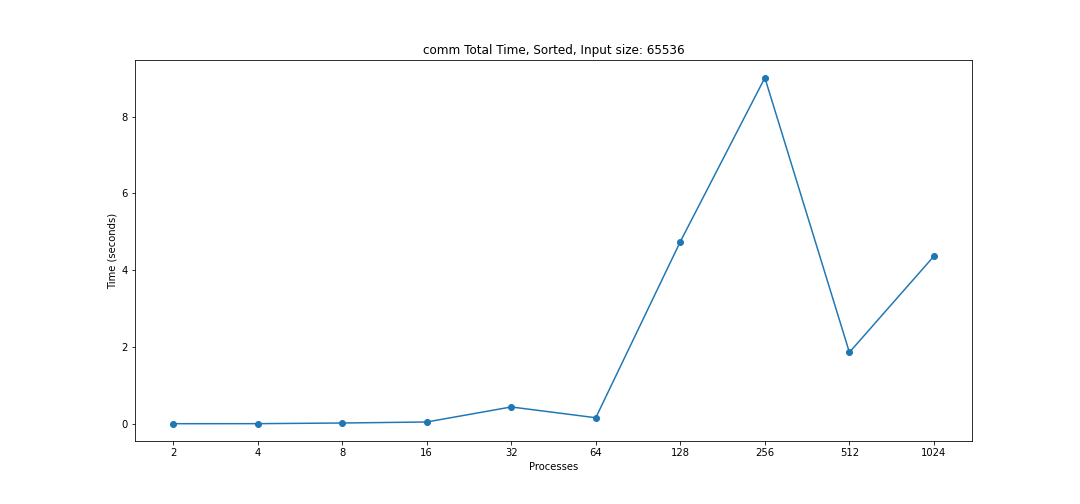 comm Total Time, Sorted, Input size: 65536
8
6
4
2
0
Time (seconds)
2 4 8 16 32 64 128 256 512 1024
Processes